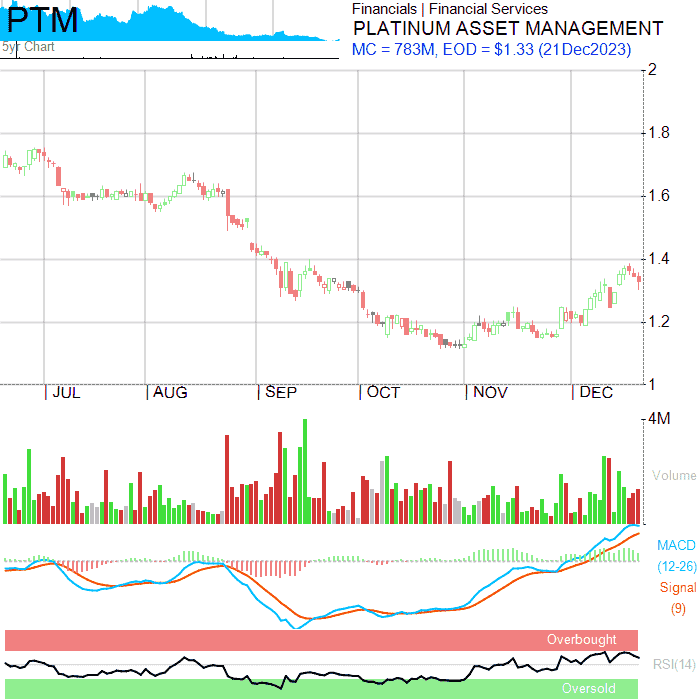 PTM
5yr Chart
Financials | Financial Services
PLATINUM ASSET MANAGEMENT
MC = 783M, EOD = $1.33 (21Dec2023)
2
1.8
1.6
1.4
1.2
1
JUL AUG SEP OCT NOV DEC
4M
Volume
MACD
(12-26)
Signal
(9)
Overbought
RSI(14)
Oversold